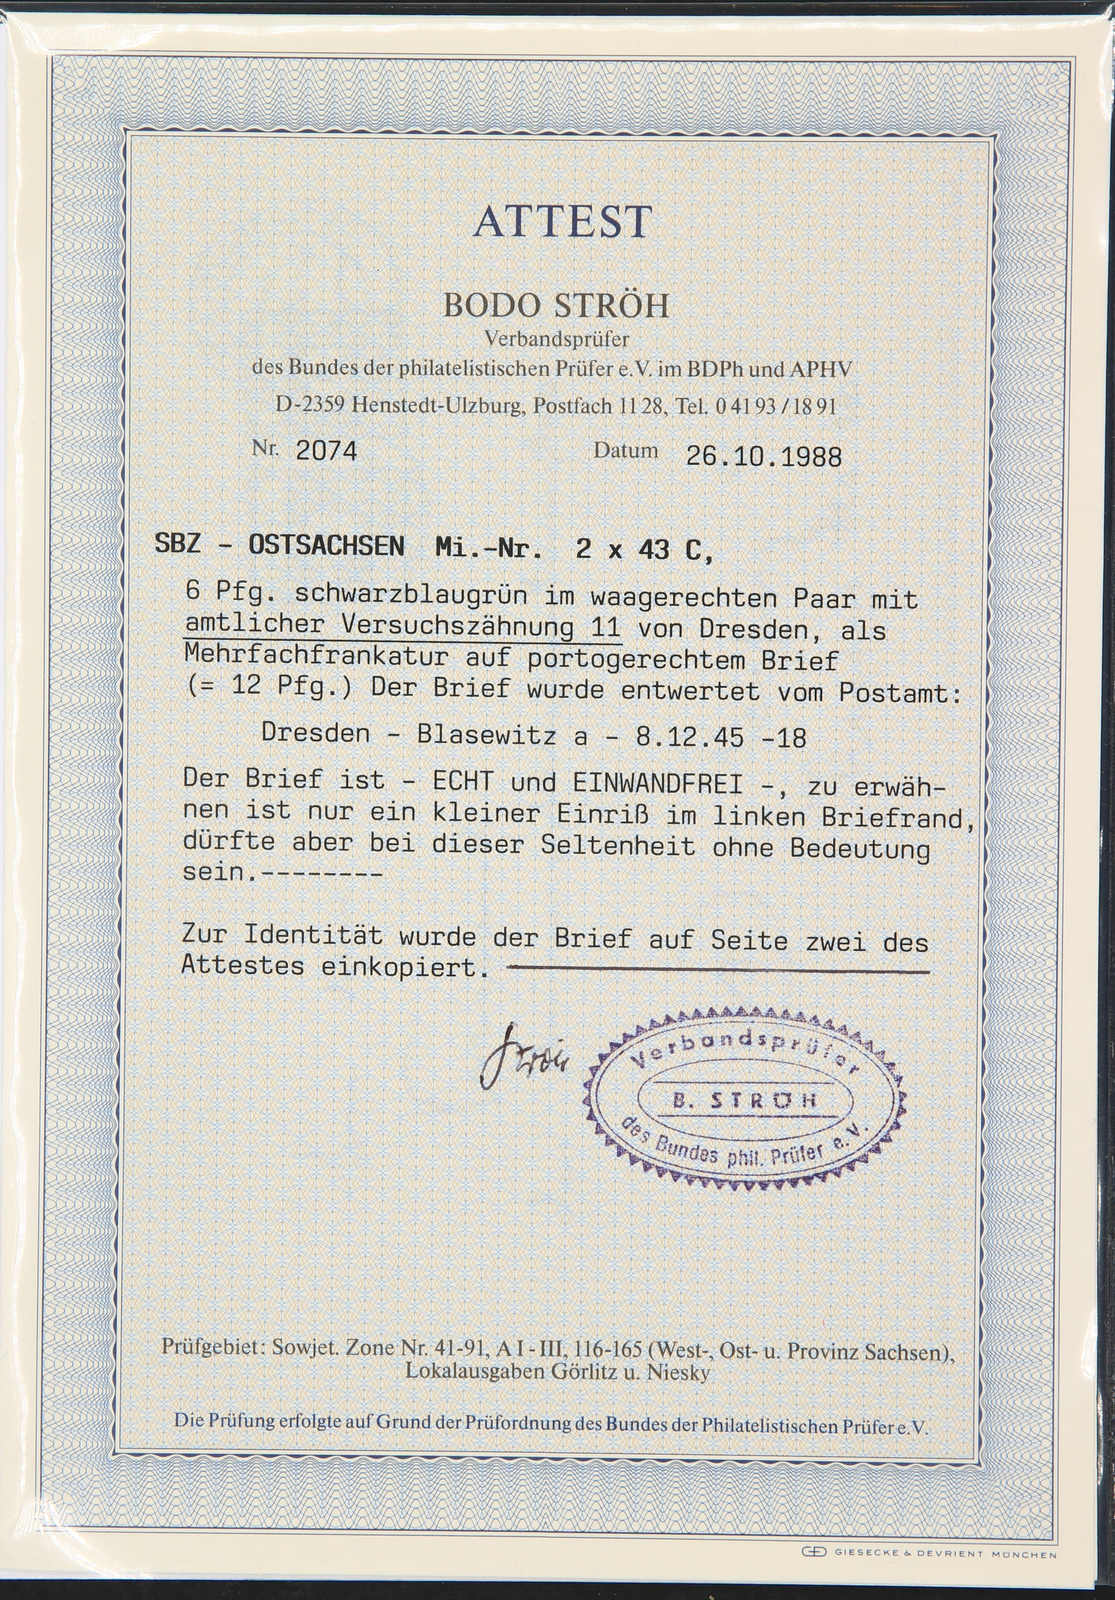 ATTEST
BODO STRÖH
Verbandsprüfer
des Bundes der philatelistischen Prüfer e.V. im BDPh und APHV
D-2359 Henstedt-Ulzburg, Postfach 1128, Tel. 0 41 93 / 18 91
Nr. 2074 Datum 26.10.1988
SBZ - OSTSACHSEN Mi.-Nr. 2 x 43 C,
6 Pfg. schwarzblaugrün im waagerechten Paar mit
amtlicher Versuchszähnung 11 von Dresden, als
Mehrfachfrankatur auf portogerechtem Brief
(= 12 Pfg.) Der Brief wurde entwertet vom Postamt:
Dresden - Blasewitz a - 8.12.45 -18
Der Brief ist - ECHT und EINWANDFREI -, zu erwäh-
nen ist nur ein kleiner Einriß im linken Briefrand,
dürfte aber bei dieser Seltenheit ohne Bedeutung
sein.--------
Zur Identität wurde der Brief auf Seite zwei des
Attestes einkopiert.
Ströh
Verbandsprüfer
B. STRÖH
des Bundes phil. Prüfer e.V.
Prüfgebiet: Sowjet. Zone Nr. 41-91, A I - III, 116-165 (West-, Ost- u. Provinz Sachsen),
Lokalausgaben Görlitz u. Niesky
Die Prüfung erfolgte auf Grund der Prüfordnung des Bundes der Philatelistischen Prüfer e.V.
GIESECKE & DEVRIENT MÜNCHEN